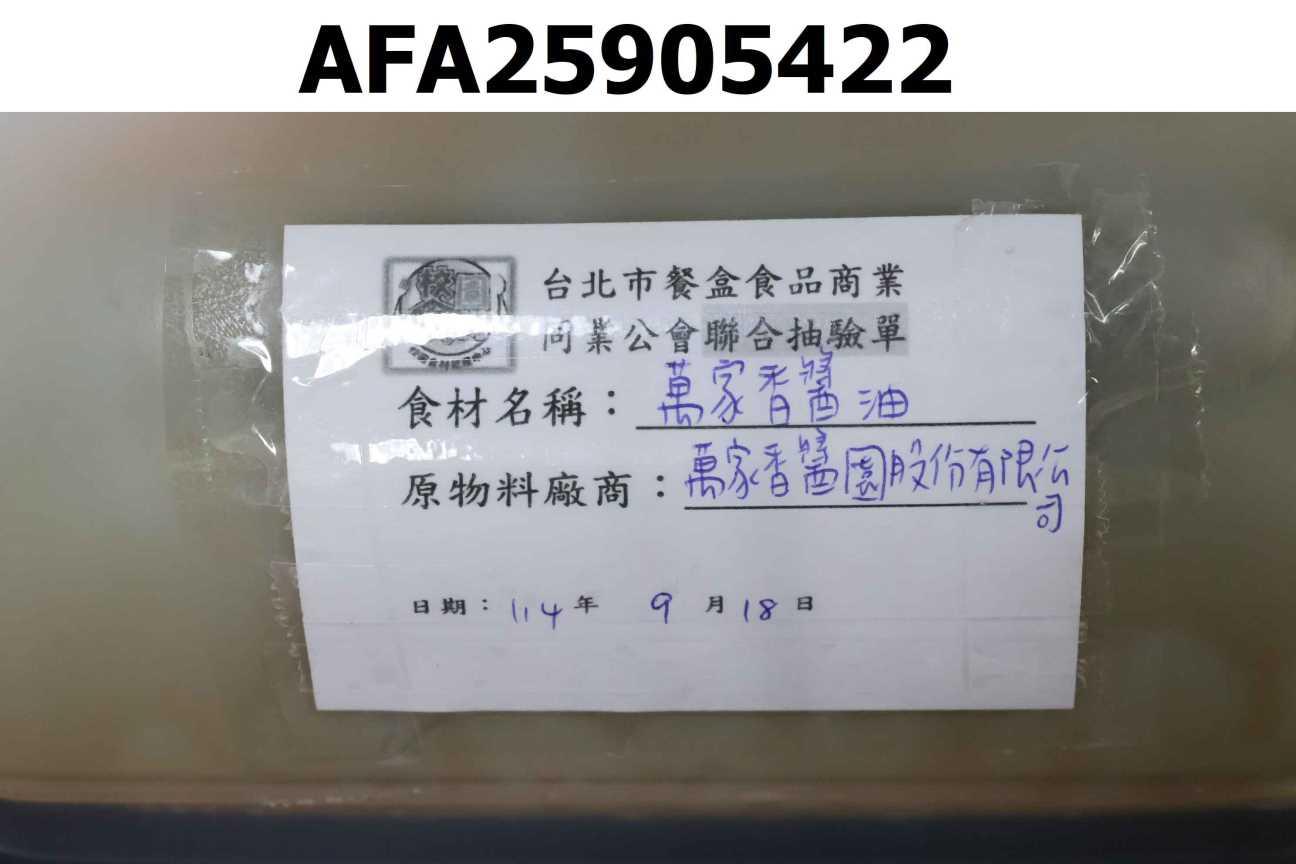 AFA25905422
台北市餐盒食品商業
同業公會聯合抽驗單
食材名稱：萬家香醬油
原物料廠商：萬家香醬園股份有限公司
日期：114年 9月18日